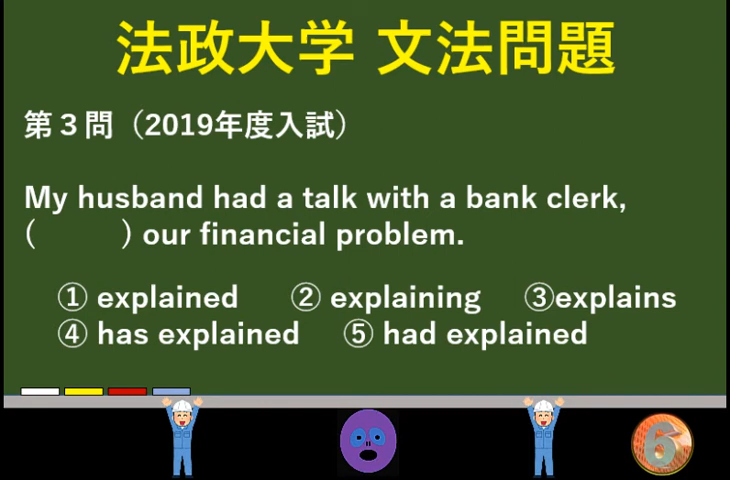 法政大学 文法問題
第３問（2019年度入試）
My husband had a talk with a bank clerk,
(          ) our financial problem.
① explained ② explaining ③explains
④ has explained ⑤ had explained
6